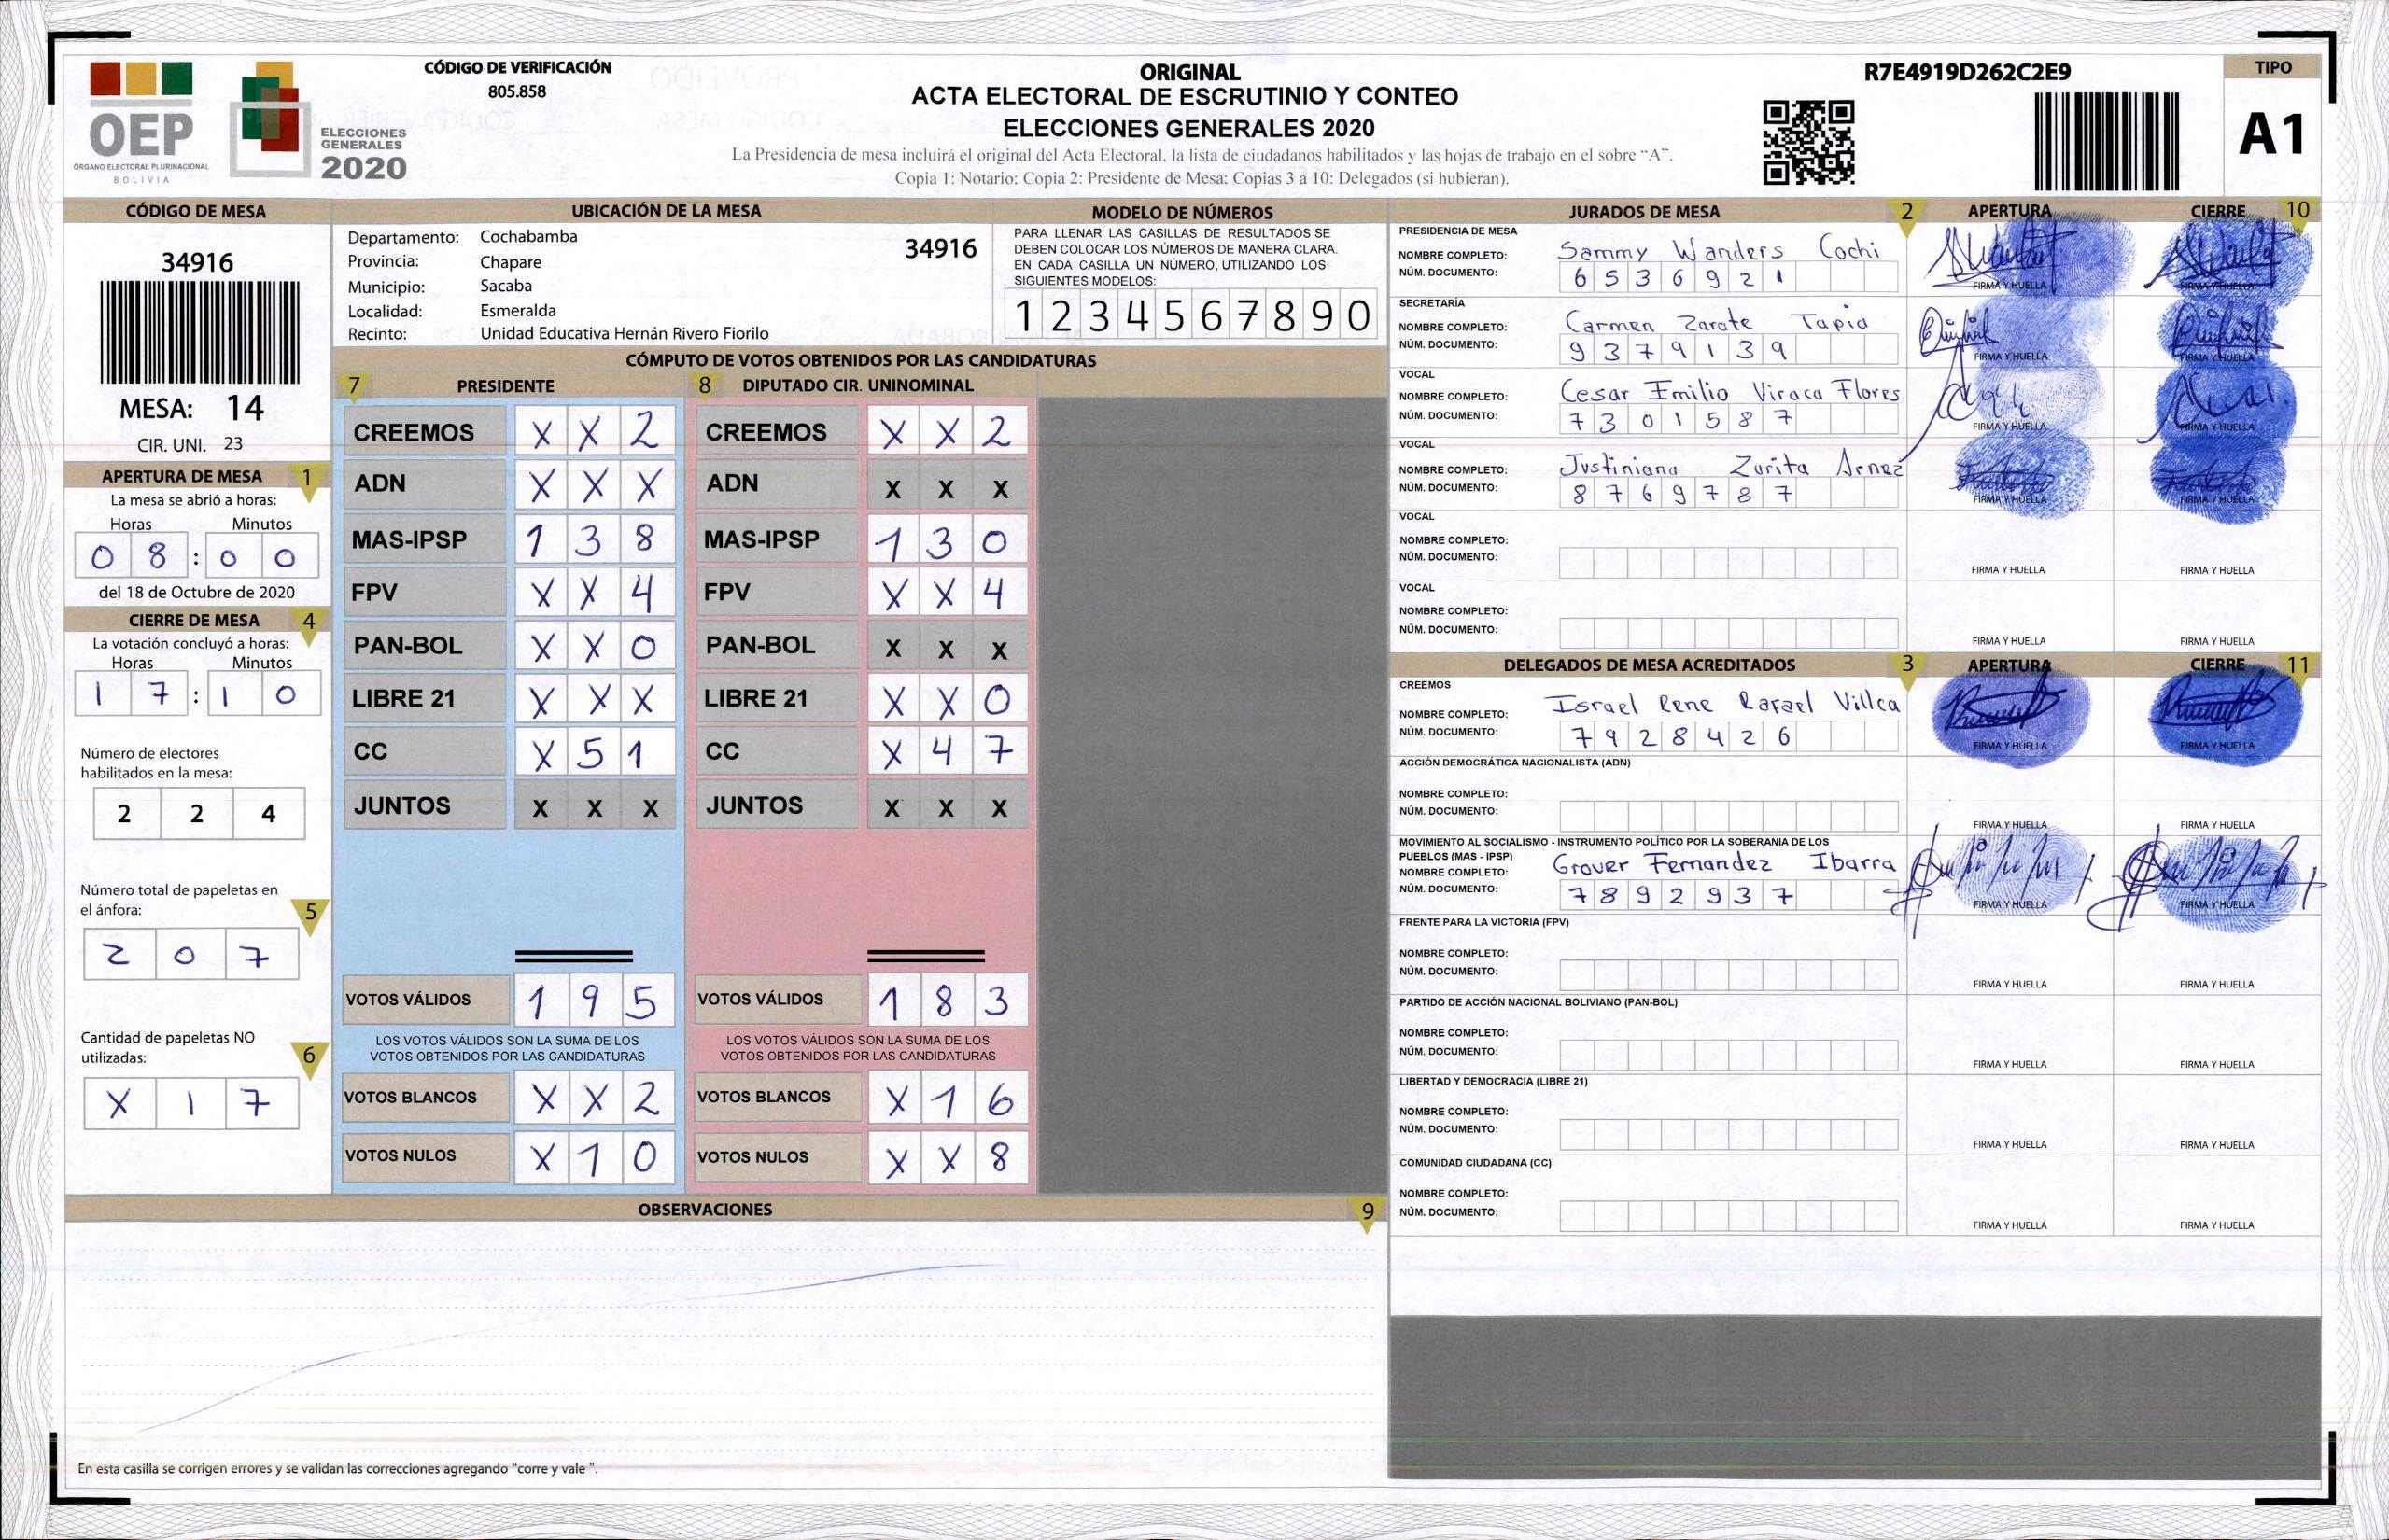 OEP
ÓRGANO ELECTORAL PLURINACIONAL
BOLIVIA
ELECCIONES
GENERALES
2020
CÓDIGO DE VERIFICACIÓN
805.858
ORIGINAL
ACTA ELECTORAL DE ESCRUTINIO Y CONTEO
ELECCIONES GENERALES 2020
La Presidencia de mesa incluirá el original del Acta Electoral, la lista de ciudadanos habilitados y las hojas de trabajo en el sobre "A".
Copia 1: Notario; Copia 2: Presidente de Mesa; Copias 3 a 10: Delegados (si hubieran).
R7E4919D262C2E9
TIPO
A1
CÓDIGO DE MESA
34916
MESA: 14
CIR. UNI. 23
APERTURA DE MESA 1
La mesa se abrió a horas:
Horas Minutos
0 8 : 0 0
del 18 de Octubre de 2020
CIERRE DE MESA 4
La votación concluyó a horas:
Horas Minutos
1 7 : 1 0
Número de electores
habilitados en la mesa:
2 2 4
Número total de papeletas en
el ánfora: 5
2 0 7
Cantidad de papeletas NO
utilizadas: 6
X 1 7
UBICACIÓN DE LA MESA
Departamento: Cochabamba 34916
Provincia: Chapare
Municipio: Sacaba
Localidad: Esmeralda
Recinto: Unidad Educativa Hernán Rivero Fiorilo
MODELO DE NÚMEROS
PARA LLENAR LAS CASILLAS DE RESULTADOS SE
DEBEN COLOCAR LOS NÚMEROS DE MANERA CLARA.
EN CADA CASILLA UN NÚMERO, UTILIZANDO LOS
SIGUIENTES MODELOS:
1 2 3 4 5 6 7 8 9 0
CÓMPUTO DE VOTOS OBTENIDOS POR LAS CANDIDATURAS
7 PRESIDENTE 8 DIPUTADO CIR. UNINOMINAL
CREEMOS X X 2 CREEMOS X X 2
ADN X X X ADN X X X
MAS-IPSP 1 3 8 MAS-IPSP 1 3 0
FPV X X 4 FPV X X 4
PAN-BOL X X 0 PAN-BOL X X X
LIBRE 21 X X X LIBRE 21 X X 0
CC X 5 1 CC X 4 7
JUNTOS X X X JUNTOS X X X
VOTOS VÁLIDOS 1 9 5 VOTOS VÁLIDOS 1 8 3
LOS VOTOS VÁLIDOS SON LA SUMA DE LOS LOS VOTOS VÁLIDOS SON LA SUMA DE LOS
VOTOS OBTENIDOS POR LAS CANDIDATURAS VOTOS OBTENIDOS POR LAS CANDIDATURAS
VOTOS BLANCOS X X 2 VOTOS BLANCOS X 1 6
VOTOS NULOS X 1 0 VOTOS NULOS X X 8
OBSERVACIONES 9
En esta casilla se corrigen errores y se validan las correcciones agregando "corre y vale ".
JURADOS DE MESA 2 APERTURA CIERRE 10
PRESIDENCIA DE MESA
NOMBRE COMPLETO: Sammy Wanders Cochi
NÚM. DOCUMENTO: 6 5 3 6 9 2 1
FIRMA Y HUELLA FIRMA Y HUELLA
SECRETARÍA
NOMBRE COMPLETO: Carmen Zarate Tapia
NÚM. DOCUMENTO: 9 3 7 9 1 3 9
FIRMA Y HUELLA FIRMA Y HUELLA
VOCAL
NOMBRE COMPLETO: Cesar Emilio Viraca Flores
NÚM. DOCUMENTO: 7 3 0 1 5 8 7
FIRMA Y HUELLA FIRMA Y HUELLA
VOCAL
NOMBRE COMPLETO: Justiniana Zurita Arnez
NÚM. DOCUMENTO: 8 7 6 9 7 8 7
FIRMA Y HUELLA FIRMA Y HUELLA
VOCAL
NOMBRE COMPLETO:
NÚM. DOCUMENTO:
FIRMA Y HUELLA FIRMA Y HUELLA
VOCAL
NOMBRE COMPLETO:
NÚM. DOCUMENTO:
FIRMA Y HUELLA FIRMA Y HUELLA
DELEGADOS DE MESA ACREDITADOS 3 APERTURA CIERRE 11
CREEMOS
NOMBRE COMPLETO: Israel Rene Rafael Villca
NÚM. DOCUMENTO: 7 9 2 8 4 2 6
FIRMA Y HUELLA FIRMA Y HUELLA
ACCIÓN DEMOCRÁTICA NACIONALISTA (ADN)
NOMBRE COMPLETO:
NÚM. DOCUMENTO:
FIRMA Y HUELLA FIRMA Y HUELLA
MOVIMIENTO AL SOCIALISMO - INSTRUMENTO POLÍTICO POR LA SOBERANIA DE LOS
PUEBLOS (MAS - IPSP)
NOMBRE COMPLETO: Grover Fernandez Ibarra
NÚM. DOCUMENTO: 7 8 9 2 9 3 7
FIRMA Y HUELLA FIRMA Y HUELLA
FRENTE PARA LA VICTORIA (FPV)
NOMBRE COMPLETO:
NÚM. DOCUMENTO:
FIRMA Y HUELLA FIRMA Y HUELLA
PARTIDO DE ACCIÓN NACIONAL BOLIVIANO (PAN-BOL)
NOMBRE COMPLETO:
NÚM. DOCUMENTO:
FIRMA Y HUELLA FIRMA Y HUELLA
LIBERTAD Y DEMOCRACIA (LIBRE 21)
NOMBRE COMPLETO:
NÚM. DOCUMENTO:
FIRMA Y HUELLA FIRMA Y HUELLA
COMUNIDAD CIUDADANA (CC)
NOMBRE COMPLETO:
NÚM. DOCUMENTO:
FIRMA Y HUELLA FIRMA Y HUELLA